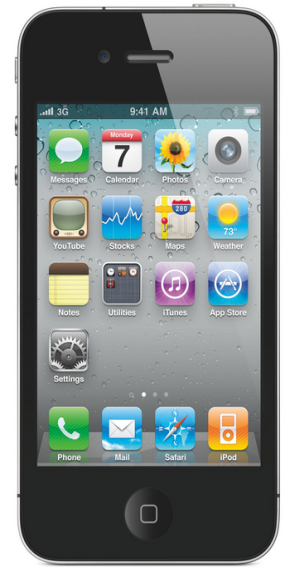 3G 9:41 AM
Monday
7
Messages Calendar Photos Camera
280
73°
YouTube Stocks Maps Weather
Notes Utilities iTunes App Store
Settings
Phone Mail Safari iPod